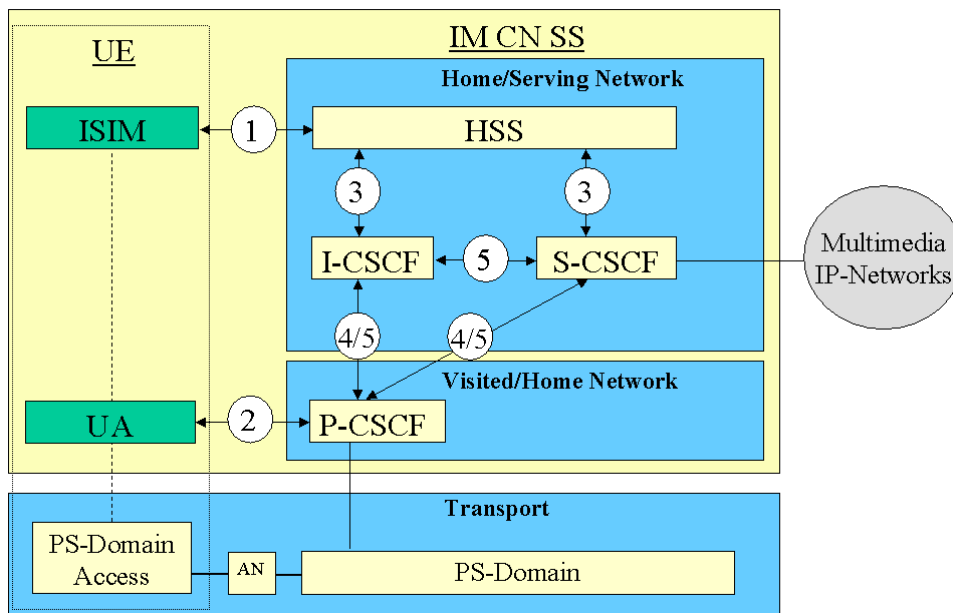 UE
IM CN SS
Home/Serving Network
ISIM
1
HSS
3
3
I-CSCF
5
S-CSCF
Multimedia
IP-Networks
4/5
4/5
Visited/Home Network
UA
2
P-CSCF
Transport
PS-Domain
Access
AN
PS-Domain